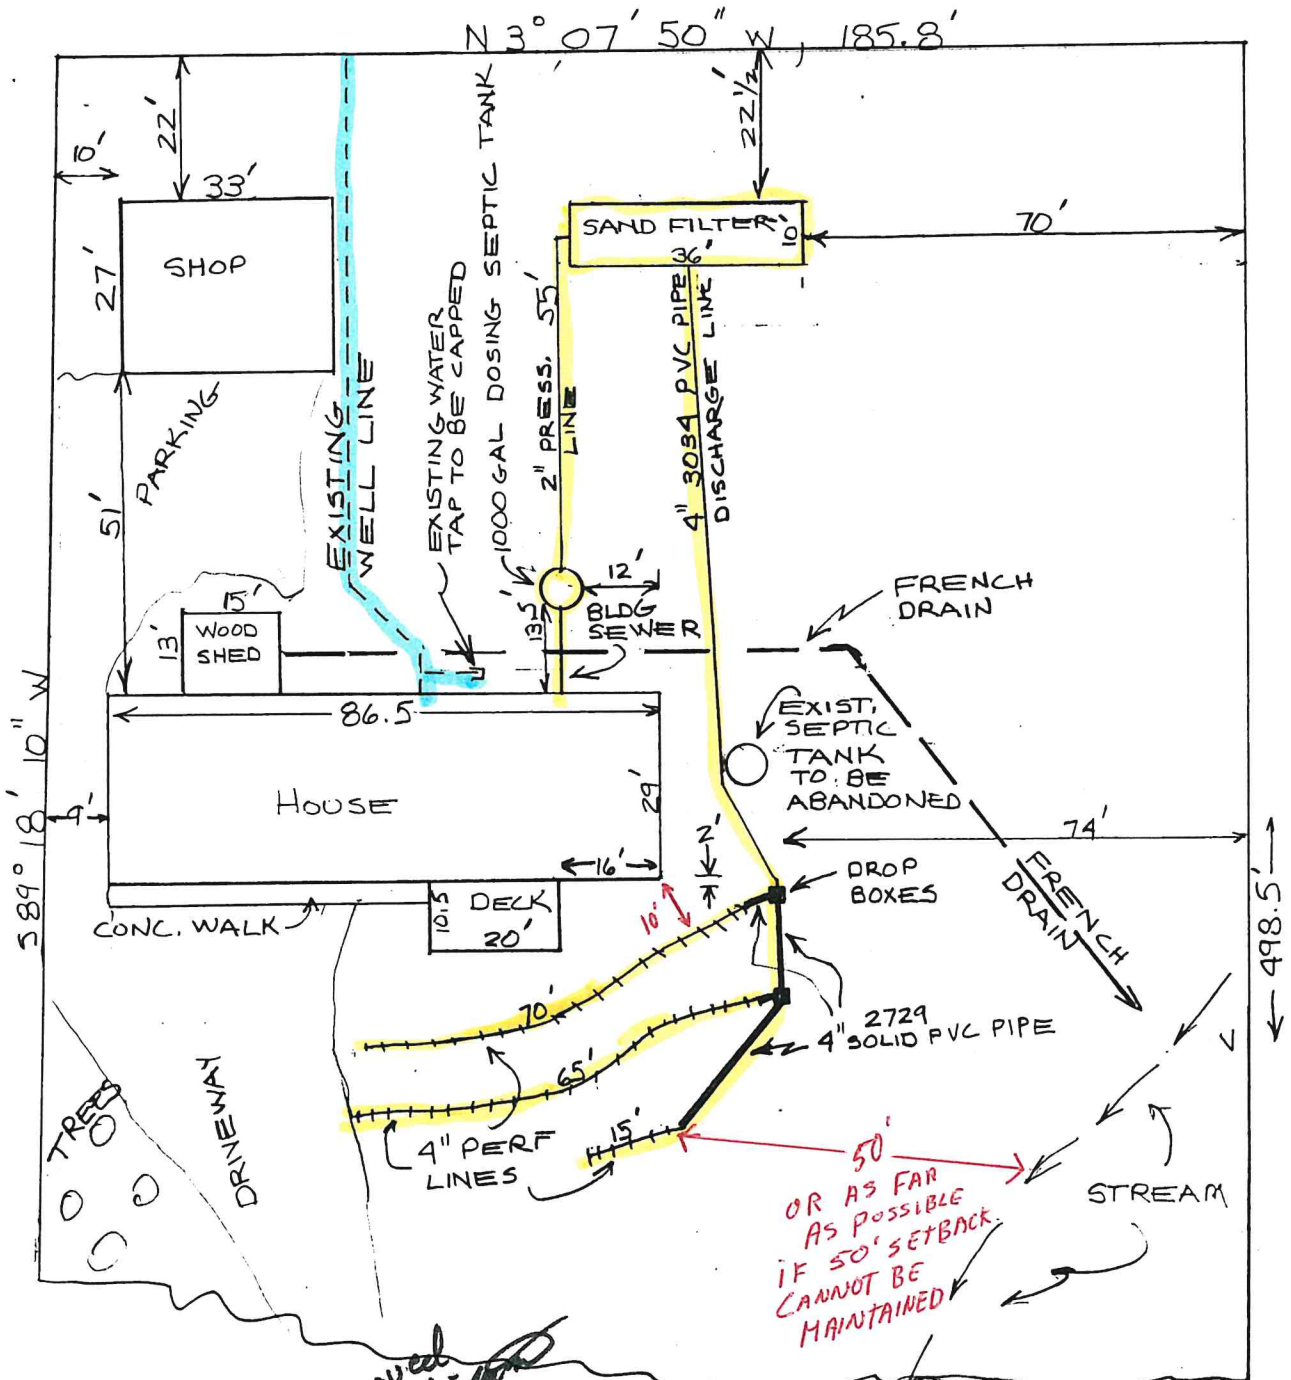 N 3° 07' 50" W, 185.8'
22'
10'
33'
27'
SHOP
22 1/2'
SAND FILTER
10'
36'
70'
1000 GAL DOSING SEPTIC TANK
EXISTING WATER
TAP TO BE CAPPED
EXISTING
WELL LINE
2" PRESS. 55'
LINE
4" 3034 PVC PIPE
DISCHARGE LINE
PARKING
51'
15'
13'
WOOD
SHED
12'
13.5'
BLDG
SEWER
FRENCH
DRAIN
86.5
HOUSE
29'
EXIST.
SEPTIC
TANK
TO BE
ABANDONED
S89° 18' 10" W
9'
2'
74'
16'
DROP
BOXES
FRENCH
DRAIN
498.5'
CONC. WALK
10.5
DECK
20'
10'
70'
65'
15'
4" PERF
LINES
4" 2729
SOLID PVC PIPE
TREES
DRIVEWAY
50'
OR AS FAR
AS POSSIBLE
IF 50' SETBACK
CANNOT BE
MAINTAINED
STREAM